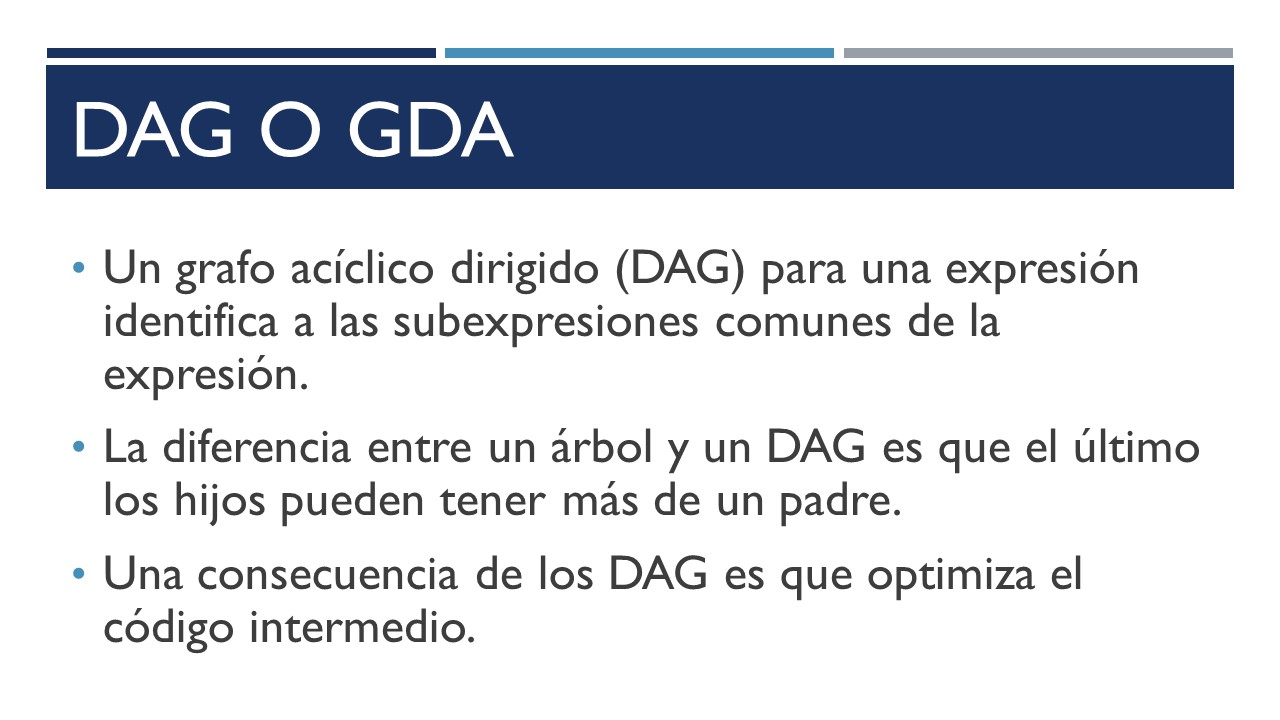 DAG O GDA
• Un grafo acíclico dirigido (DAG) para una expresión
identifica a las subexpresiones comunes de la
expresión.
• La diferencia entre un árbol y un DAG es que el último
los hijos pueden tener más de un padre.
• Una consecuencia de los DAG es que optimiza el
código intermedio.